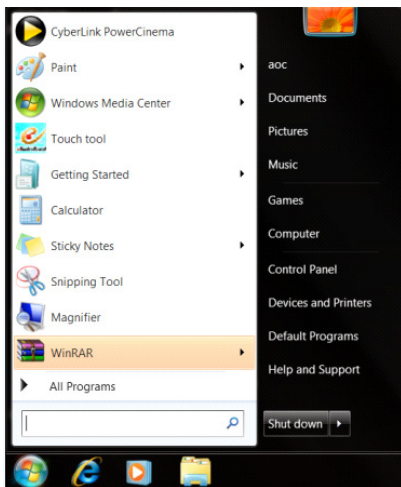 CyberLink PowerCinema
Paint
Windows Media Center
Touch tool
Getting Started
Calculator
Sticky Notes
Snipping Tool
Magnifier
WinRAR
All Programs
aoc
Documents
Pictures
Music
Games
Computer
Control Panel
Devices and Printers
Default Programs
Help and Support
Shut down